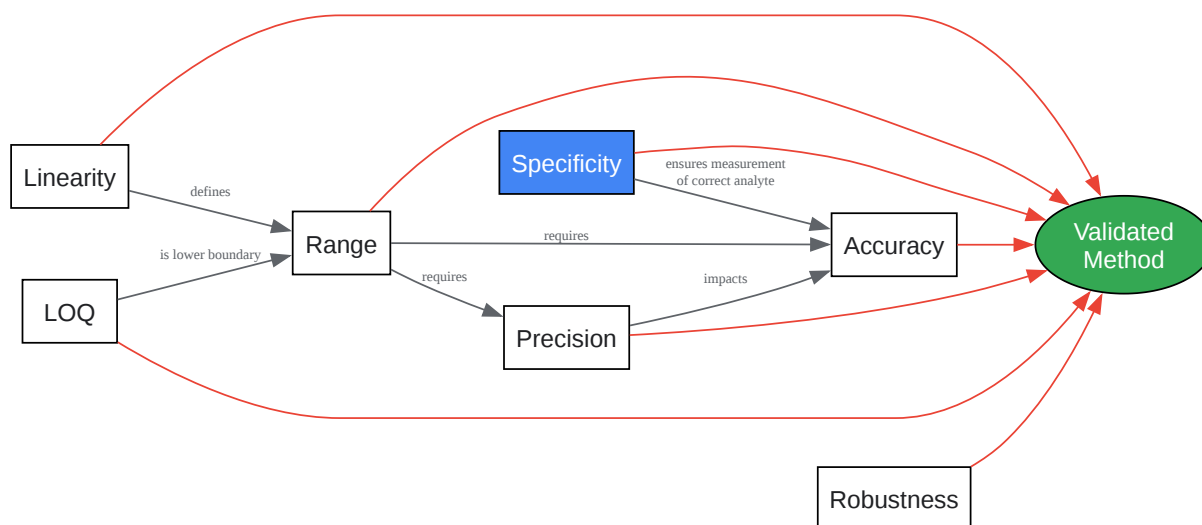 Linearity
defines
Specificity
ensures measurement
of correct analyte
Range
requires
Accuracy
Validated
Method
is lower boundary
LOQ
requires
impacts
Precision
Robustness